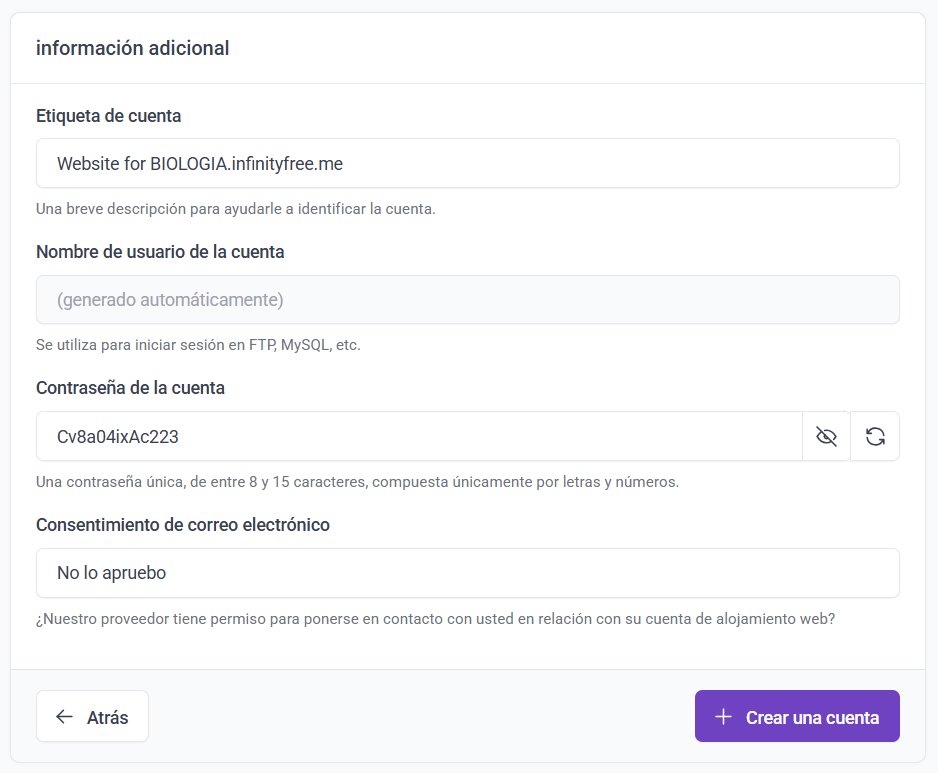 información adicional
Etiqueta de cuenta
Website for BIOLOGIA.infinityfree.me
Una breve descripción para ayudarle a identificar la cuenta.
Nombre de usuario de la cuenta
(generado automáticamente)
Se utiliza para iniciar sesión en FTP, MySQL, etc.
Contraseña de la cuenta
Cv8a04ixAc223
Una contraseña única, de entre 8 y 15 caracteres, compuesta únicamente por letras y números.
Consentimiento de correo electrónico
No lo apruebo
¿Nuestro proveedor tiene permiso para ponerse en contacto con usted en relación con su cuenta de alojamiento web?
Atrás
Crear una cuenta